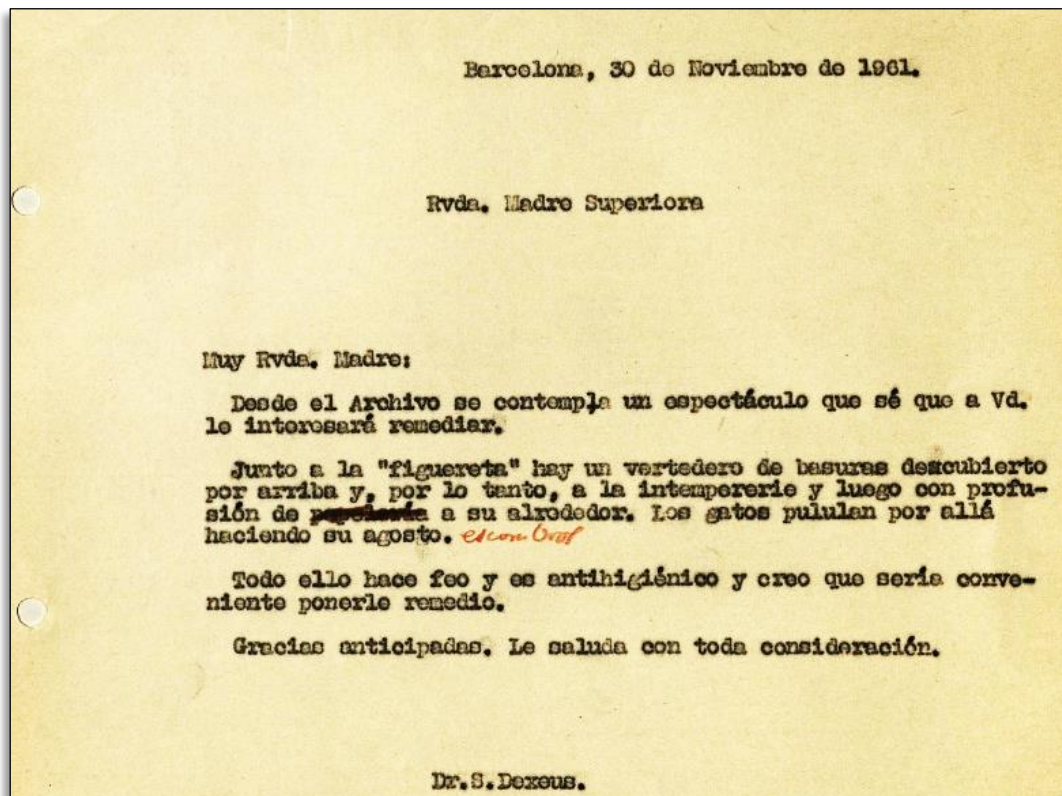 Barcelona, 30 de Noviembre de 1961.
Rvda. Madre Superiora
Muy Rvda. Madre:
Desde el Archivo se contempla un espectáculo que sé que a Vd.
le interesará remediar.
Junto a la "figuereta" hay un vertedero de basuras descubierto
por arriba y, por lo tanto, a la intempererie y luego con profu-
sión de a su alrededor. Los gatos pululan por allá
haciendo su agosto. escombros
Todo ello hace feo y es antihigiénico y creo que sería conve-
niente ponerle remedio.
Gracias anticipadas. Le saluda con toda consideración.
Dr.S.Dexeus.